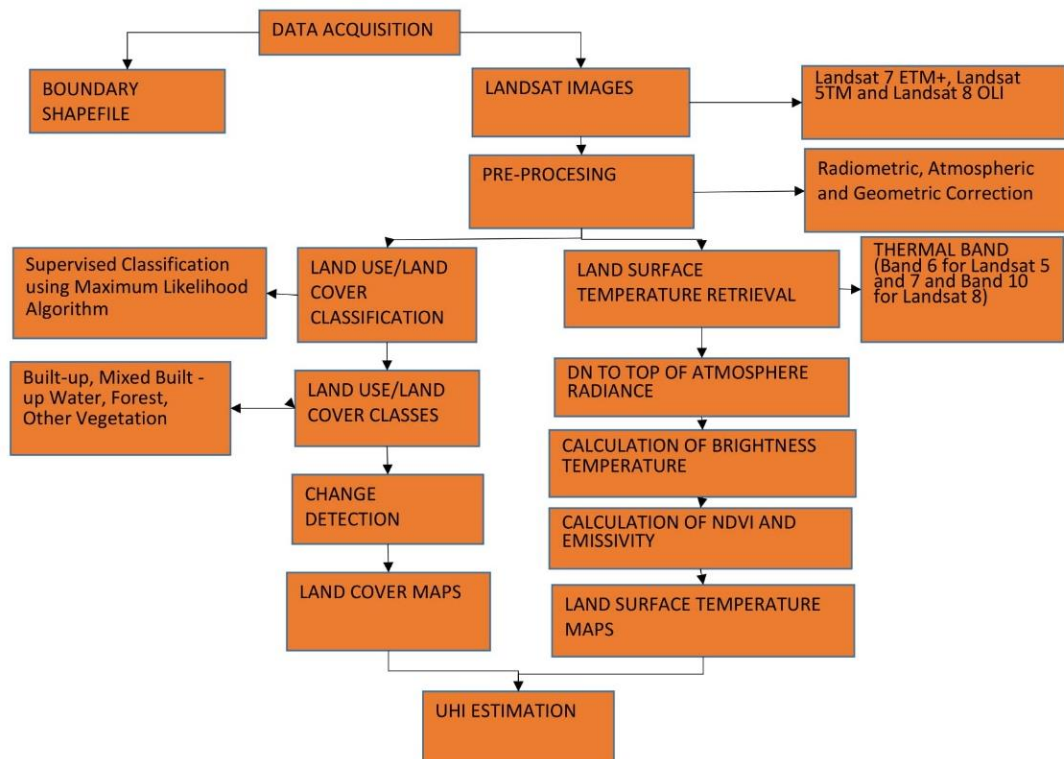 DATA ACQUISITION
BOUNDARY
SHAPEFILE
LANDSAT IMAGES
Landsat 7 ETM+, Landsat
5TM and Landsat 8 OLI
PRE-PROCESING
Radiometric, Atmospheric
and Geometric Correction
Supervised Classification
using Maximum Likelihood
Algorithm
LAND USE/LAND
COVER
CLASSIFICATION
LAND SURFACE
TEMPERATURE RETRIEVAL
THERMAL BAND
(Band 6 for Landsat 5
and 7 and Band 10
for Landsat 8)
Built-up, Mixed Built -
up Water, Forest,
Other Vegetation
LAND USE/LAND
COVER CLASSES
DN TO TOP OF ATMOSPHERE
RADIANCE
CALCULATION OF BRIGHTNESS
TEMPERATURE
CHANGE
DETECTION
CALCULATION OF NDVI AND
EMISSIVITY
LAND COVER MAPS
LAND SURFACE TEMPERATURE
MAPS
UHI ESTIMATION